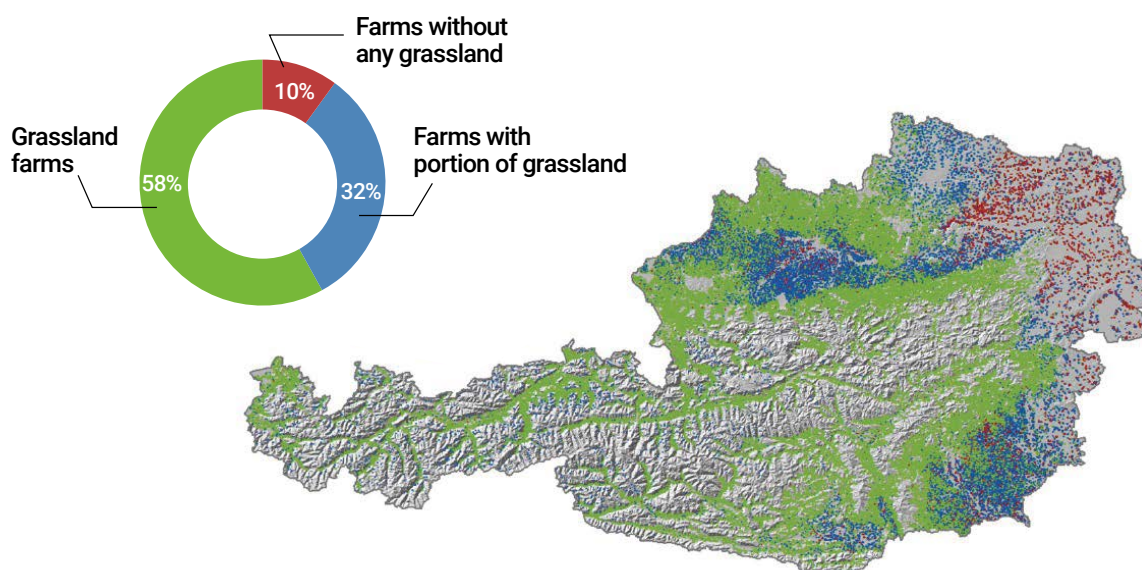 Farms without
any grassland
10%
Grassland
farms
58%
32%
Farms with
portion of grassland